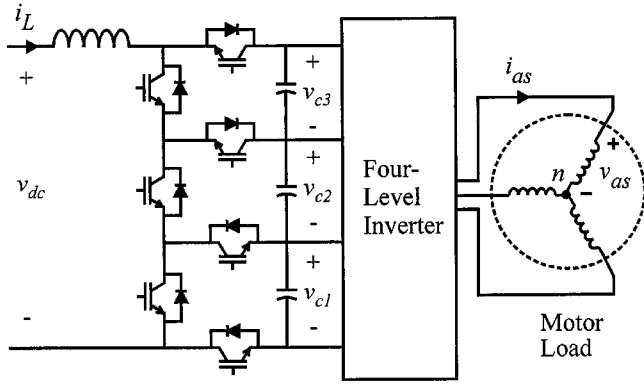 i_L
+
v_dc
-
+
v_c3
-
+
v_c2
-
+
v_c1
-
Four-
Level
Inverter
i_as
+
v_as
-
n
Motor
Load